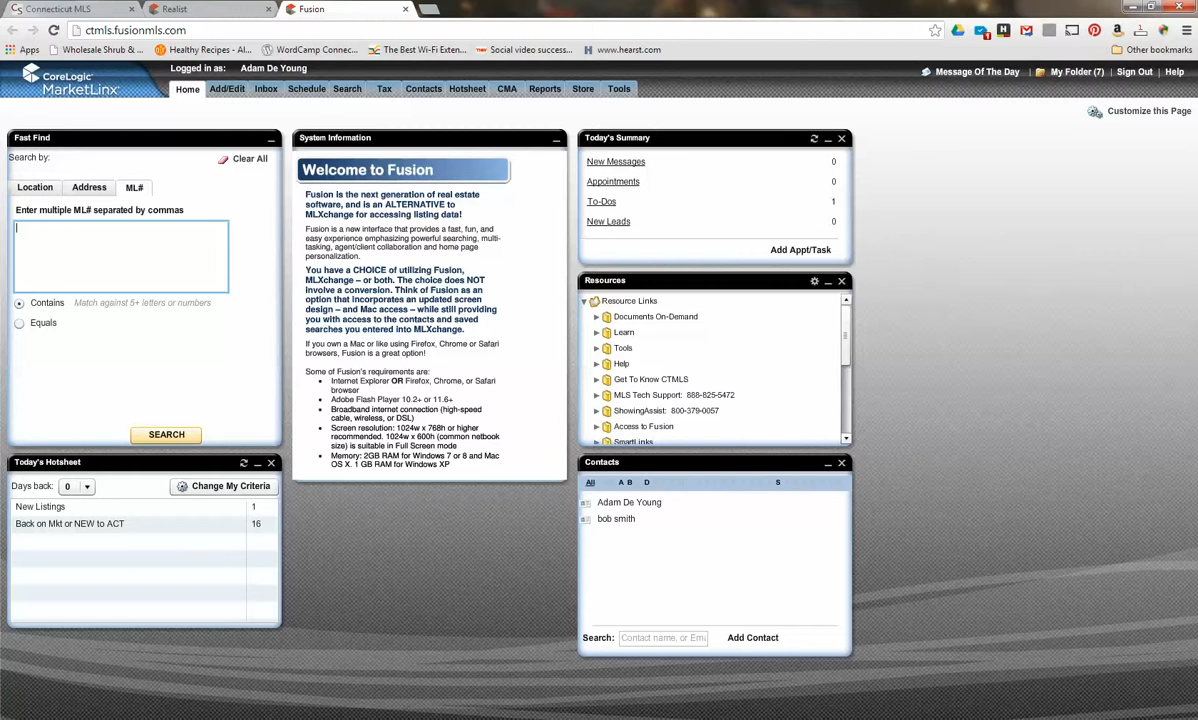 Connecticut MLS
Realist
Fusion
ctmls.fusionmls.com
Apps
Wholesale Shrub & ...
Healthy Recipes - Al...
WordCamp Connec...
The Best Wi-Fi Exten...
Social video success...
www.hearst.com
Other bookmarks
CoreLogic
MarketLinx
Logged in as: Adam De Young
Message Of The Day
My Folder (7)
Sign Out
Help
Home
Add/Edit
Inbox
Schedule
Search
Tax
Contacts
Hotsheet
CMA
Reports
Store
Tools
Customize this Page
Fast Find
Search by:
Clear All
Location
Address
ML#
Enter multiple ML# separated by commas
Contains Match against 5+ letters or numbers
Equals
SEARCH
Today's Hotsheet
Days back: 0
Change My Criteria
New Listings 1
Back on Mkt or NEW to ACT 16
System Information
Welcome to Fusion
Fusion is the next generation of real estate
software, and is an ALTERNATIVE to
MLXchange for accessing listing data!
Fusion is a new interface that provides a fast, fun, and
easy experience emphasizing powerful searching, multi-
tasking, agent/client collaboration and home page
personalization.
You have a CHOICE of utilizing Fusion,
MLXchange – or both. The choice does NOT
involve a conversion. Think of Fusion as an
option that incorporates an updated screen
design – and Mac access – while still providing
you with access to the contacts and saved
searches you entered into MLXchange.
If you own a Mac or like using Firefox, Chrome or Safari
browsers, Fusion is a great option!
Some of Fusion's requirements are:
• Internet Explorer OR Firefox, Chrome, or Safari
browser
• Adobe Flash Player 10.2+ or 11.6+
• Broadband internet connection (high-speed
cable, wireless, or DSL)
• Screen resolution: 1024w x 768h or higher
recommended. 1024w x 600h (common netbook
size) is suitable in Full Screen mode
• Memory: 2GB RAM for Windows 7 or 8 and Mac
OS X. 1 GB RAM for Windows XP
Today's Summary
New Messages 0
Appointments 0
To-Dos 1
New Leads 0
Add Appt/Task
Resources
Resource Links
Documents On-Demand
Learn
Tools
Help
Get To Know CTMLS
MLS Tech Support: 888-825-5472
ShowingAssist: 800-379-0057
Access to Fusion
SmartLinks
Contacts
All A B D S
Adam De Young
bob smith
Search: Contact name, or Ema
Add Contact